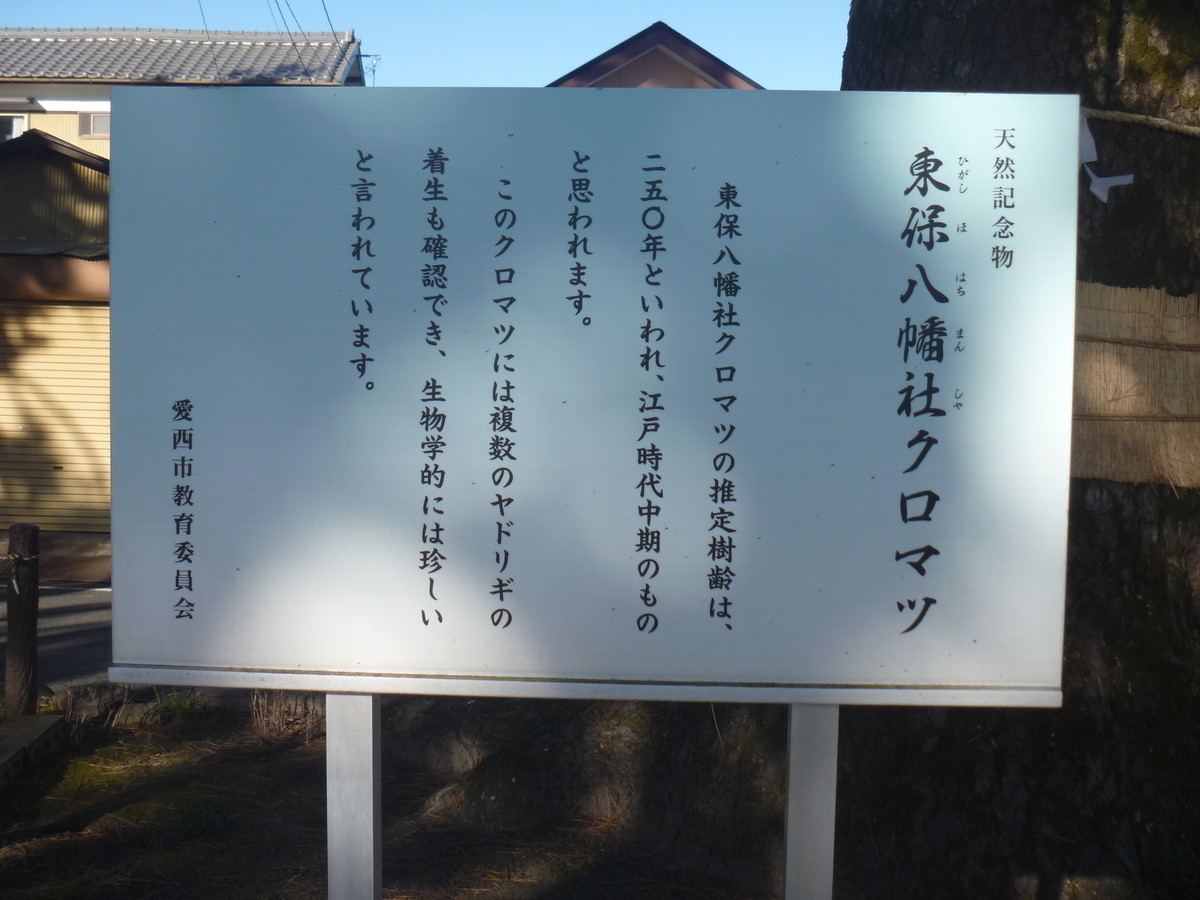 天然記念物
東保八幡社クロマツ
ひがし ほ はち まん しゃ
東保八幡社クロマツの推定樹齢は、
二五〇年といわれ、江戸時代中期のもの
と思われます。
このクロマツには複数のヤドリギの
着生も確認でき、生物学的には珍しい
と言われています。
愛西市教育委員会